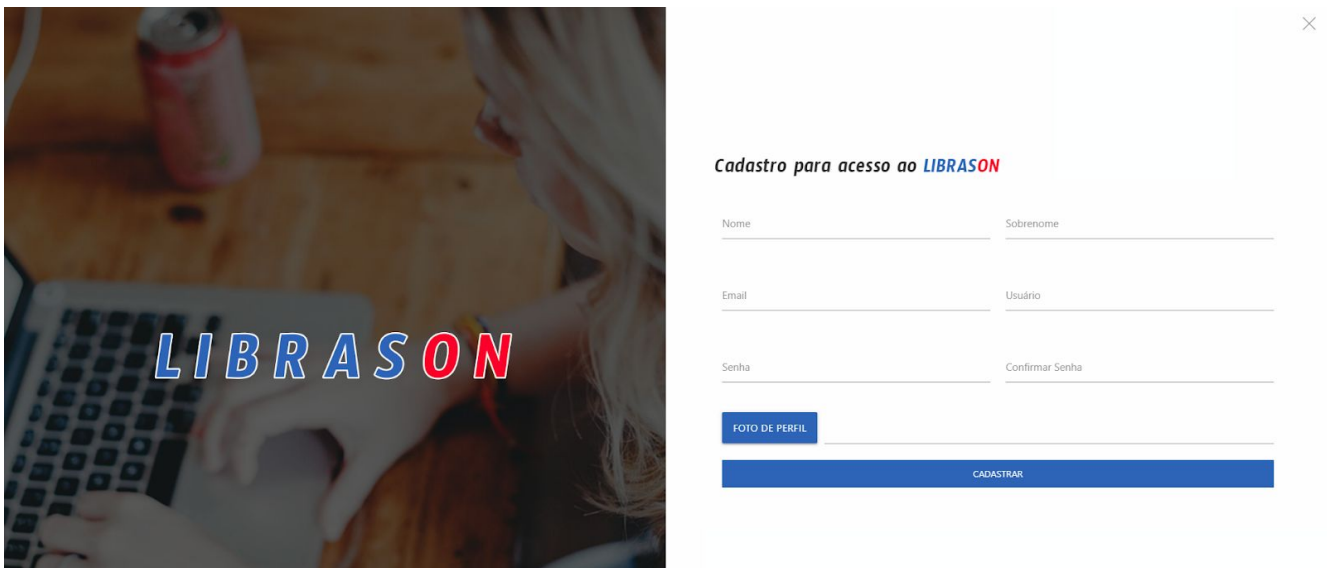 LIBRASON
Cadastro para acesso ao LIBRASON
Nome Sobrenome
Email Usuário
Senha Confirmar Senha
FOTO DE PERFIL
CADASTRAR